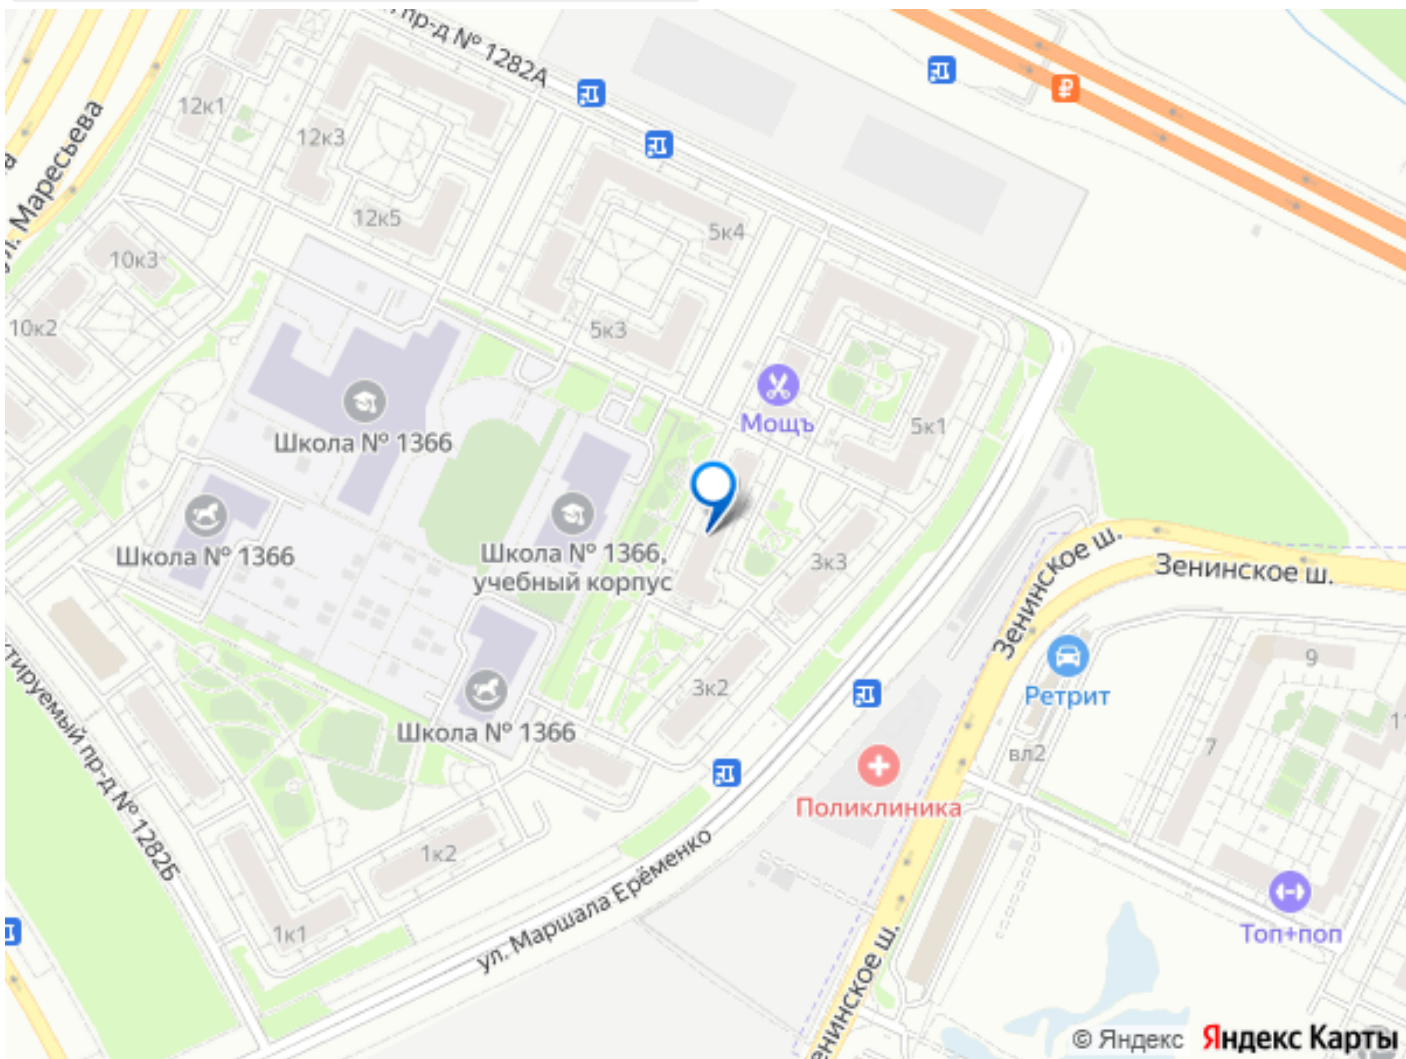 й пр-д № 1282А
12к1
12к3
12к5
ул. Маресьева
10к3
10к2
5к4
5к3
Мощъ
5к1
Школа № 1366
Школа № 1366
Школа № 1366,
учебный корпус
3к3
Зенинское ш.
Зенинское ш.
9
Школа № 1366
3к2
Ретрит
11
7
вл2
Поликлиника
ктируемый пр-д № 1282Б
1к2
ул. Маршала Ерёменко
1к1
Топ+поп
Зенинское ш.
© Яндекс Яндекс Карты